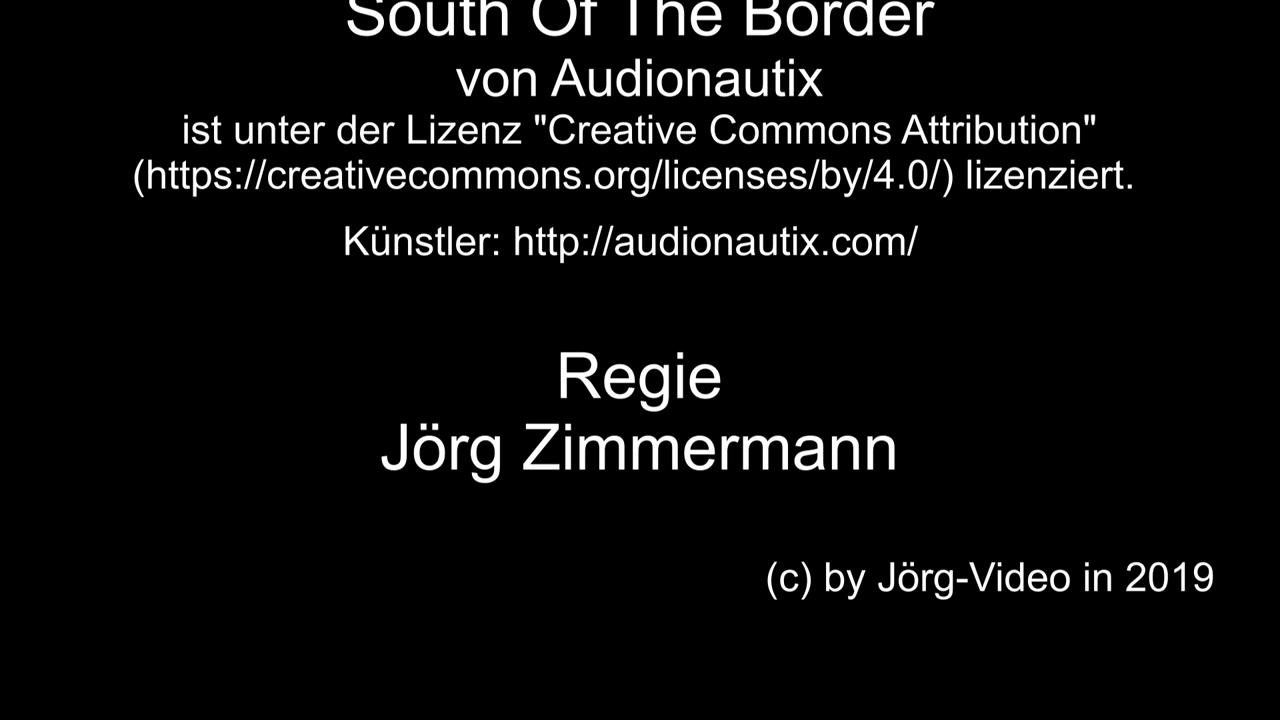 South Of The Border
von Audionautix
ist unter der Lizenz "Creative Commons Attribution"
(https://creativecommons.org/licenses/by/4.0/) lizenziert.
Künstler: http://audionautix.com/
Regie
Jörg Zimmermann
(c) by Jörg-Video in 2019